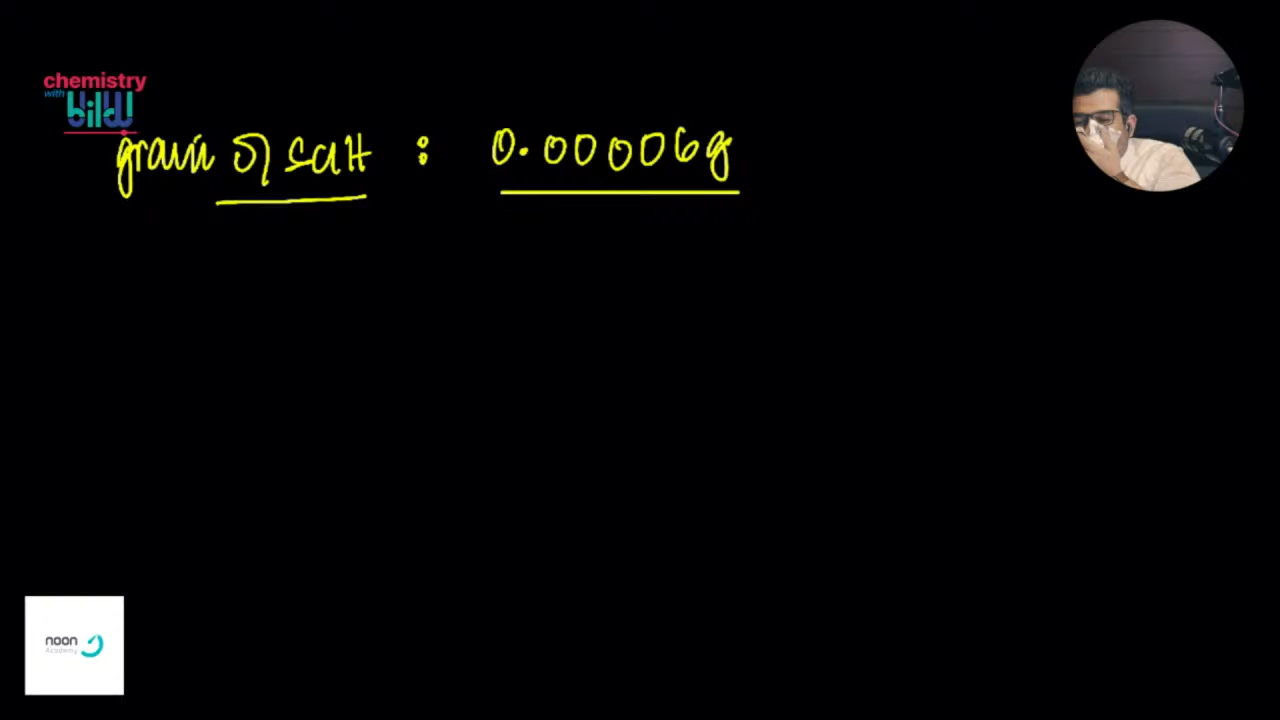 chemistry
with
bilal
grain of salt : 0.00006g
noon
Academy